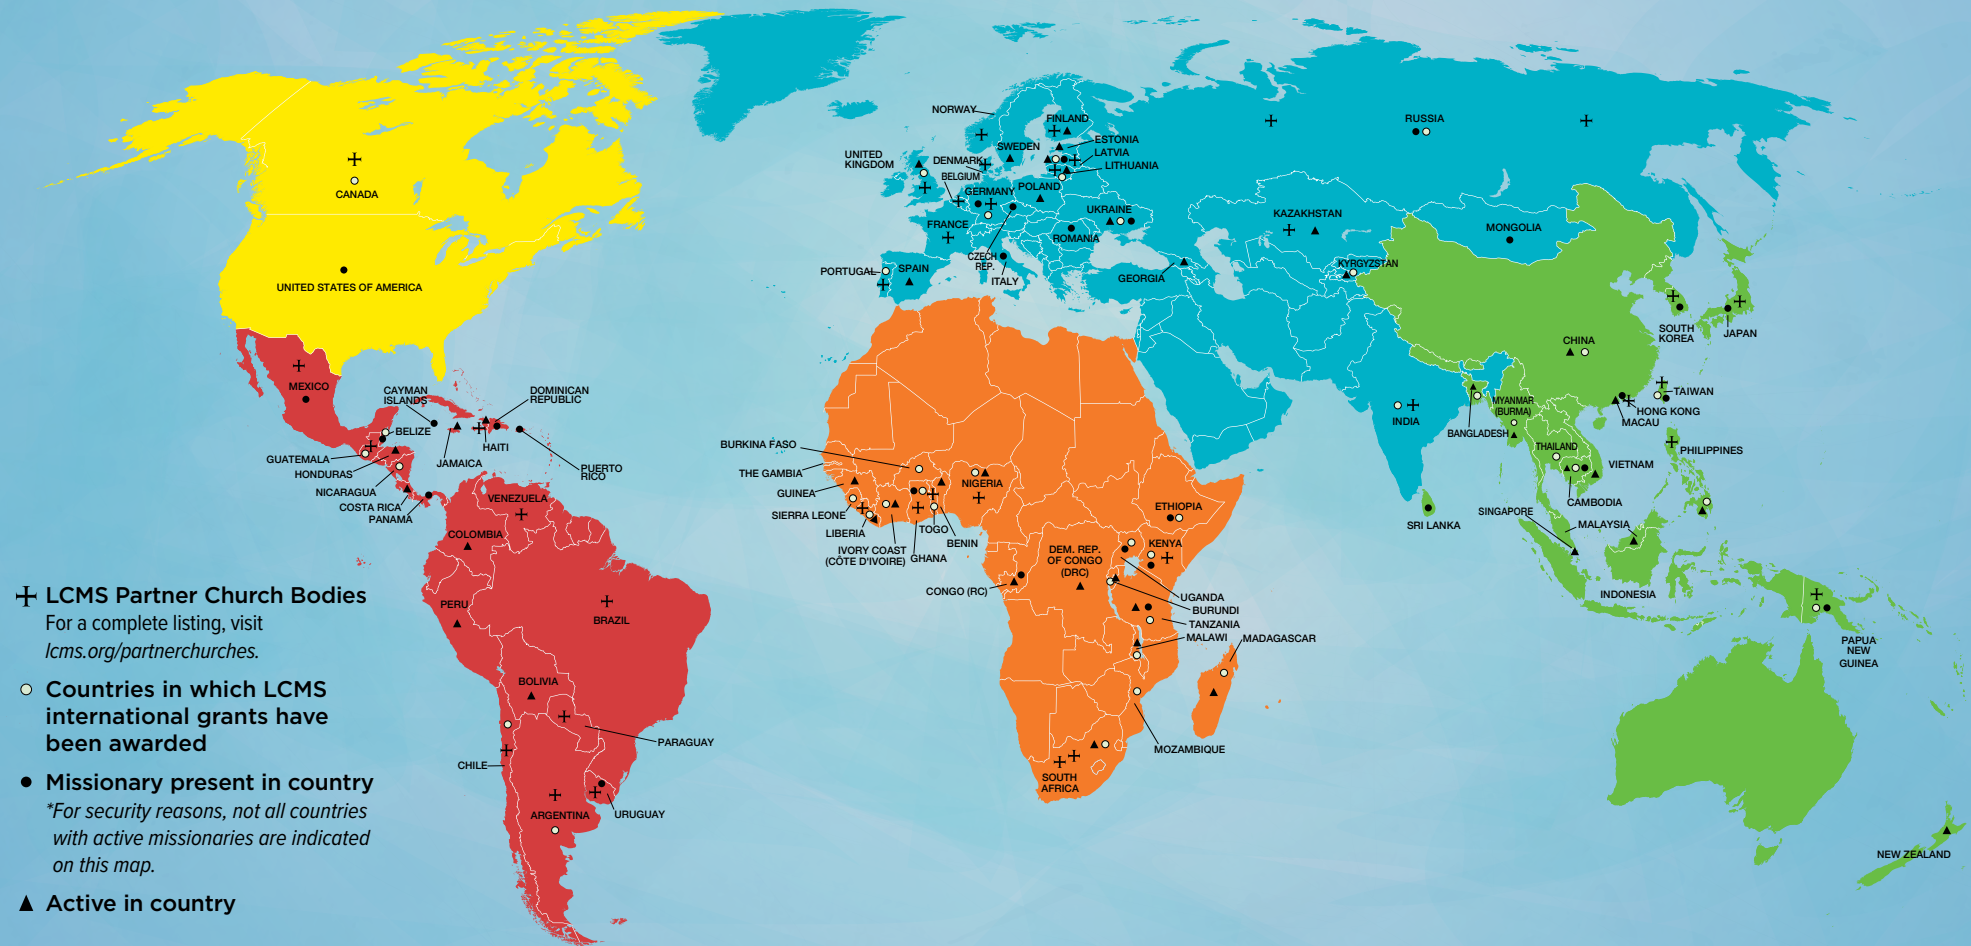 NORWAY
FINLAND
RUSSIA
ESTONIA
SWEDEN
LATVIA
UNITED
KINGDOM
DENMARK
LITHUANIA
BELGIUM
GERMANY
POLAND
CANADA
UKRAINE
KAZAKHSTAN
FRANCE
MONGOLIA
ROMANIA
CZECH
REP.
KYRGYZSTAN
PORTUGAL
SPAIN
ITALY
GEORGIA
UNITED STATES OF AMERICA
SOUTH
KOREA
JAPAN
CHINA
MEXICO
CAYMAN
ISLANDS
DOMINICAN
REPUBLIC
TAIWAN
MYANMAR
(BURMA)
HONG KONG
MACAU
INDIA
BELIZE
BANGLADESH
HAITI
BURKINA FASO
THAILAND
PHILIPPINES
GUATEMALA
JAMAICA
PUERTO
RICO
HONDURAS
THE GAMBIA
VIETNAM
NICARAGUA
GUINEA
NIGERIA
VENEZUELA
COSTA RICA
CAMBODIA
ETHIOPIA
PANAMA
SIERRA LEONE
SINGAPORE
SRI LANKA
MALAYSIA
LIBERIA
TOGO
COLOMBIA
BENIN
IVORY COAST
(CÔTE D'IVOIRE)
GHANA
DEM. REP.
OF CONGO
(DRC)
KENYA
CONGO (RC)
UGANDA
INDONESIA
BURUNDI
PERU
BRAZIL
TANZANIA
MALAWI
MADAGASCAR
PAPUA
NEW
GUINEA
BOLIVIA
PARAGUAY
MOZAMBIQUE
CHILE
SOUTH
AFRICA
ARGENTINA
URUGUAY
NEW ZEALAND
LCMS Partner Church Bodies
For a complete listing, visit
lcms.org/partnerchurches.
Countries in which LCMS
international grants have
been awarded
Missionary present in country
*For security reasons, not all countries
with active missionaries are indicated
on this map.
Active in country